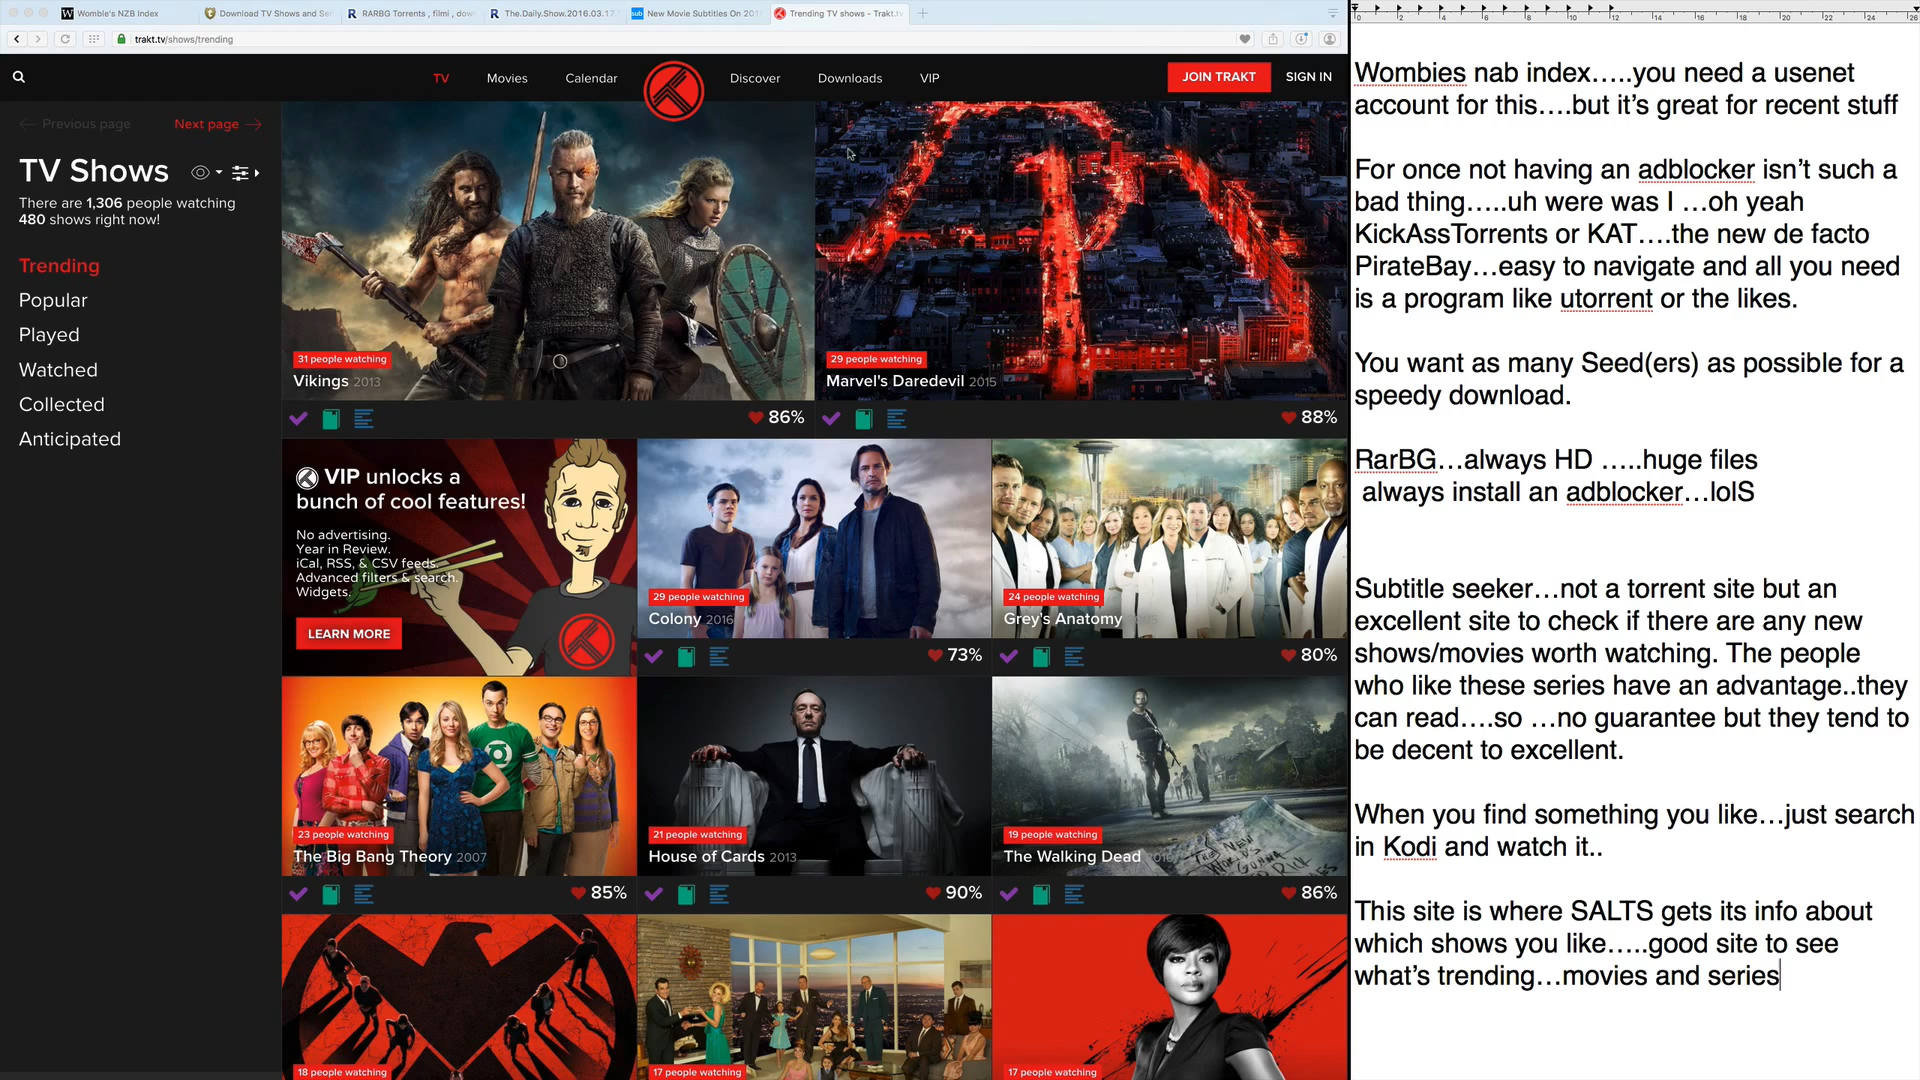 Womble's NZB Index
Download TV Shows and Ser
RARBG Torrents , filmi , dow
The.Daily.Show.2016.03.17.
New Movie Subtitles On 201
Trending TV shows - Trakt.tv
trakt.tv/shows/trending
TV
Movies
Calendar
Discover
Downloads
VIP
JOIN TRAKT
SIGN IN
Previous page
Next page
TV Shows
There are 1,306 people watching
480 shows right now!
Trending
Popular
Played
Watched
Collected
Anticipated
31 people watching
Vikings 2013
86%
29 people watching
Marvel's Daredevil 2015
88%
VIP unlocks a
bunch of cool features!
No advertising.
Year in Review.
iCal, RSS, & CSV feeds.
Advanced filters & search.
Widgets.
LEARN MORE
29 people watching
Colony 2016
73%
24 people watching
Grey's Anatomy
80%
23 people watching
The Big Bang Theory 2007
85%
21 people watching
House of Cards 2013
90%
19 people watching
The Walking Dead
86%
18 people watching
17 people watching
17 people watching
0 2 4 6 8 10 12 14 16 18 20 22 24 26
Wombies nab index…..you need a usenet
account for this….but it’s great for recent stuff
For once not having an adblocker isn’t such a
bad thing…..uh were was I …oh yeah
KickAssTorrents or KAT….the new de facto
PirateBay…easy to navigate and all you need
is a program like utorrent or the likes.
You want as many Seed(ers) as possible for a
speedy download.
RarBG…always HD …..huge files
always install an adblocker…lolS
Subtitle seeker…not a torrent site but an
excellent site to check if there are any new
shows/movies worth watching. The people
who like these series have an advantage..they
can read….so …no guarantee but they tend to
be decent to excellent.
When you find something you like…just search
in Kodi and watch it..
This site is where SALTS gets its info about
which shows you like…..good site to see
what’s trending…movies and series